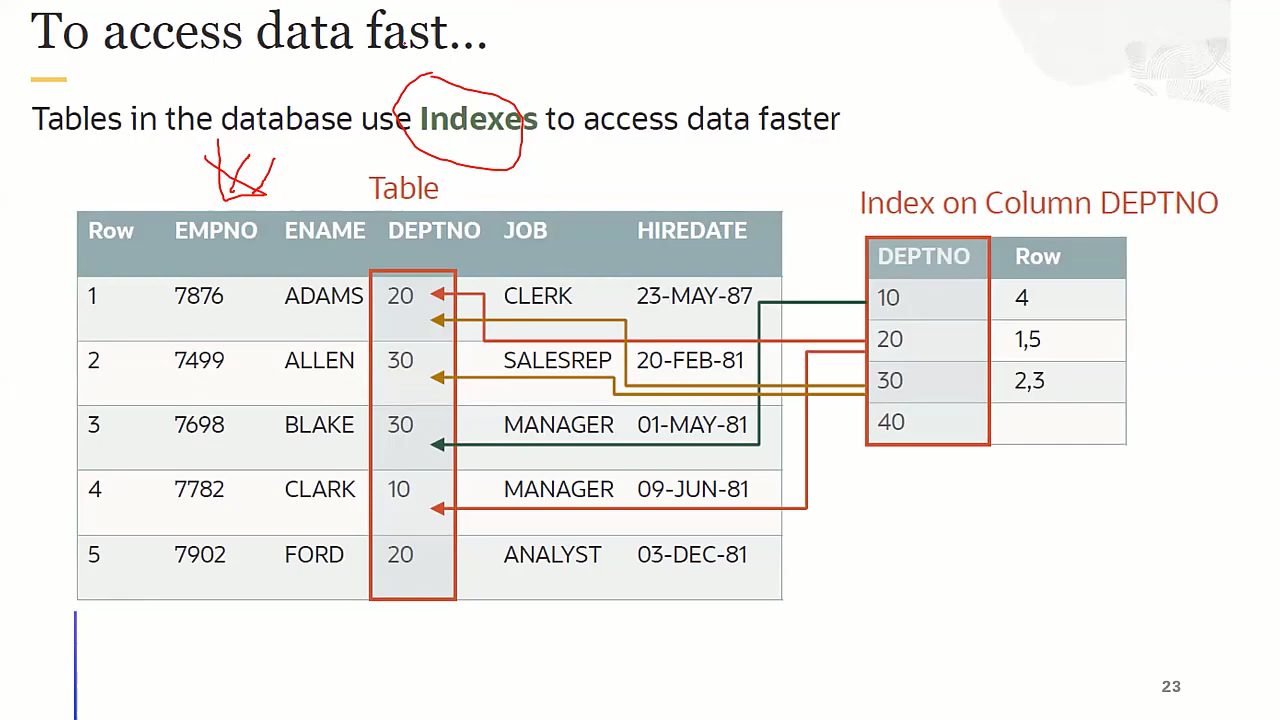 To access data fast...
Tables in the database use Indexes to access data faster
Table
Index on Column DEPTNO
Row EMPNO ENAME DEPTNO JOB HIREDATE
1 7876 ADAMS 20 CLERK 23-MAY-87
2 7499 ALLEN 30 SALESREP 20-FEB-81
3 7698 BLAKE 30 MANAGER 01-MAY-81
4 7782 CLARK 10 MANAGER 09-JUN-81
5 7902 FORD 20 ANALYST 03-DEC-81
DEPTNO Row
10 4
20 1,5
30 2,3
40
23